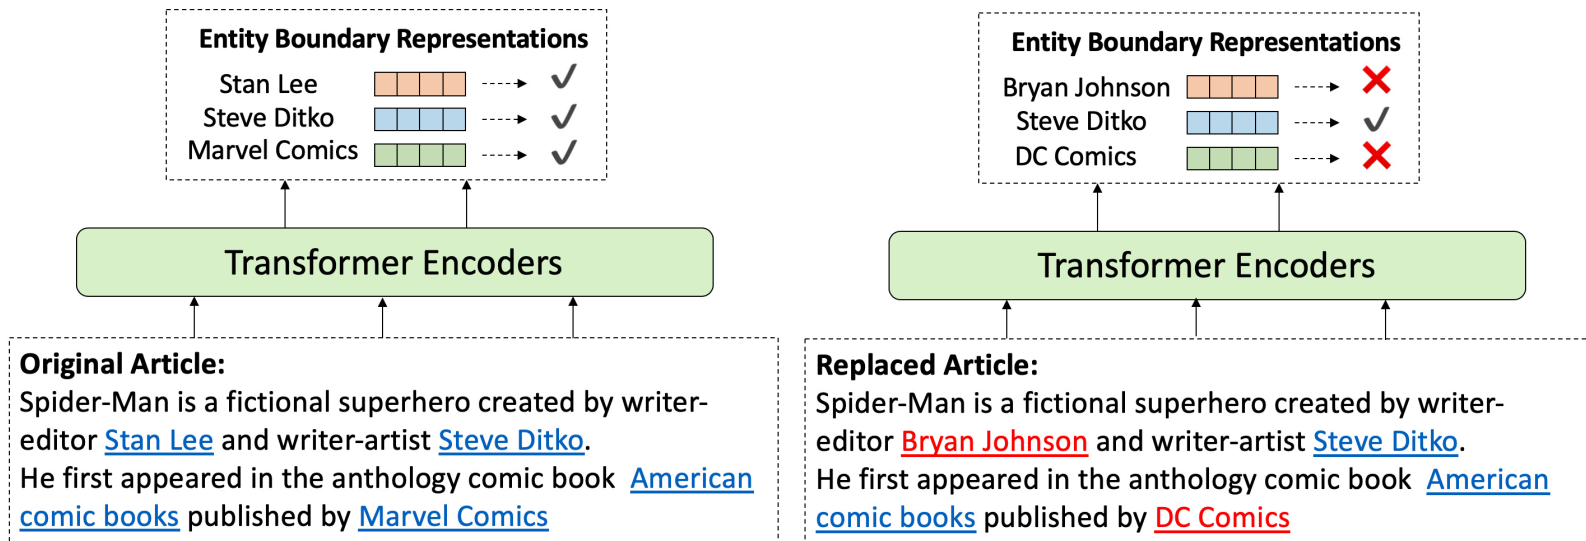 Entity Boundary Representations
Stan Lee
Steve Ditko
Marvel Comics
Transformer Encoders
Original Article:
Spider-Man is a fictional superhero created by writer-
editor Stan Lee and writer-artist Steve Ditko.
He first appeared in the anthology comic book American
comic books published by Marvel Comics
Entity Boundary Representations
Bryan Johnson
Steve Ditko
DC Comics
Transformer Encoders
Replaced Article:
Spider-Man is a fictional superhero created by writer-
editor Bryan Johnson and writer-artist Steve Ditko.
He first appeared in the anthology comic book American
comic books published by DC Comics